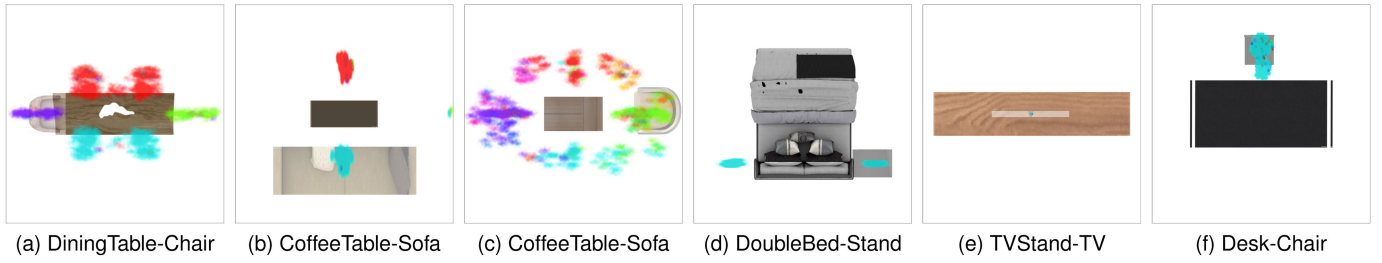 (a) DiningTable-Chair
(b) CoffeeTable-Sofa
(c) CoffeeTable-Sofa
(d) DoubleBed-Stand
(e) TVStand-TV
(f) Desk-Chair